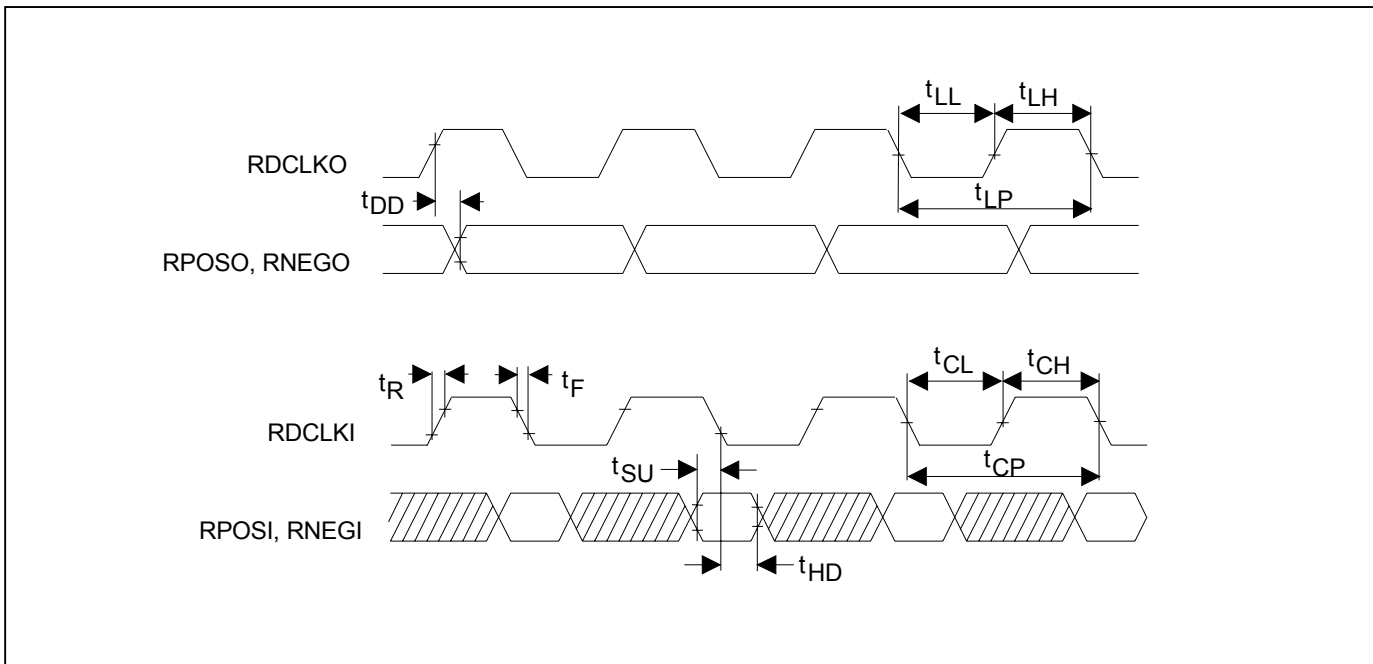 tLL
tLH
RDCLKO
tDD
tLP
RPOSO, RNEGO
tCL
tCH
tR
tF
RDCLKI
tSU
tCP
RPOSI, RNEGI
tHD